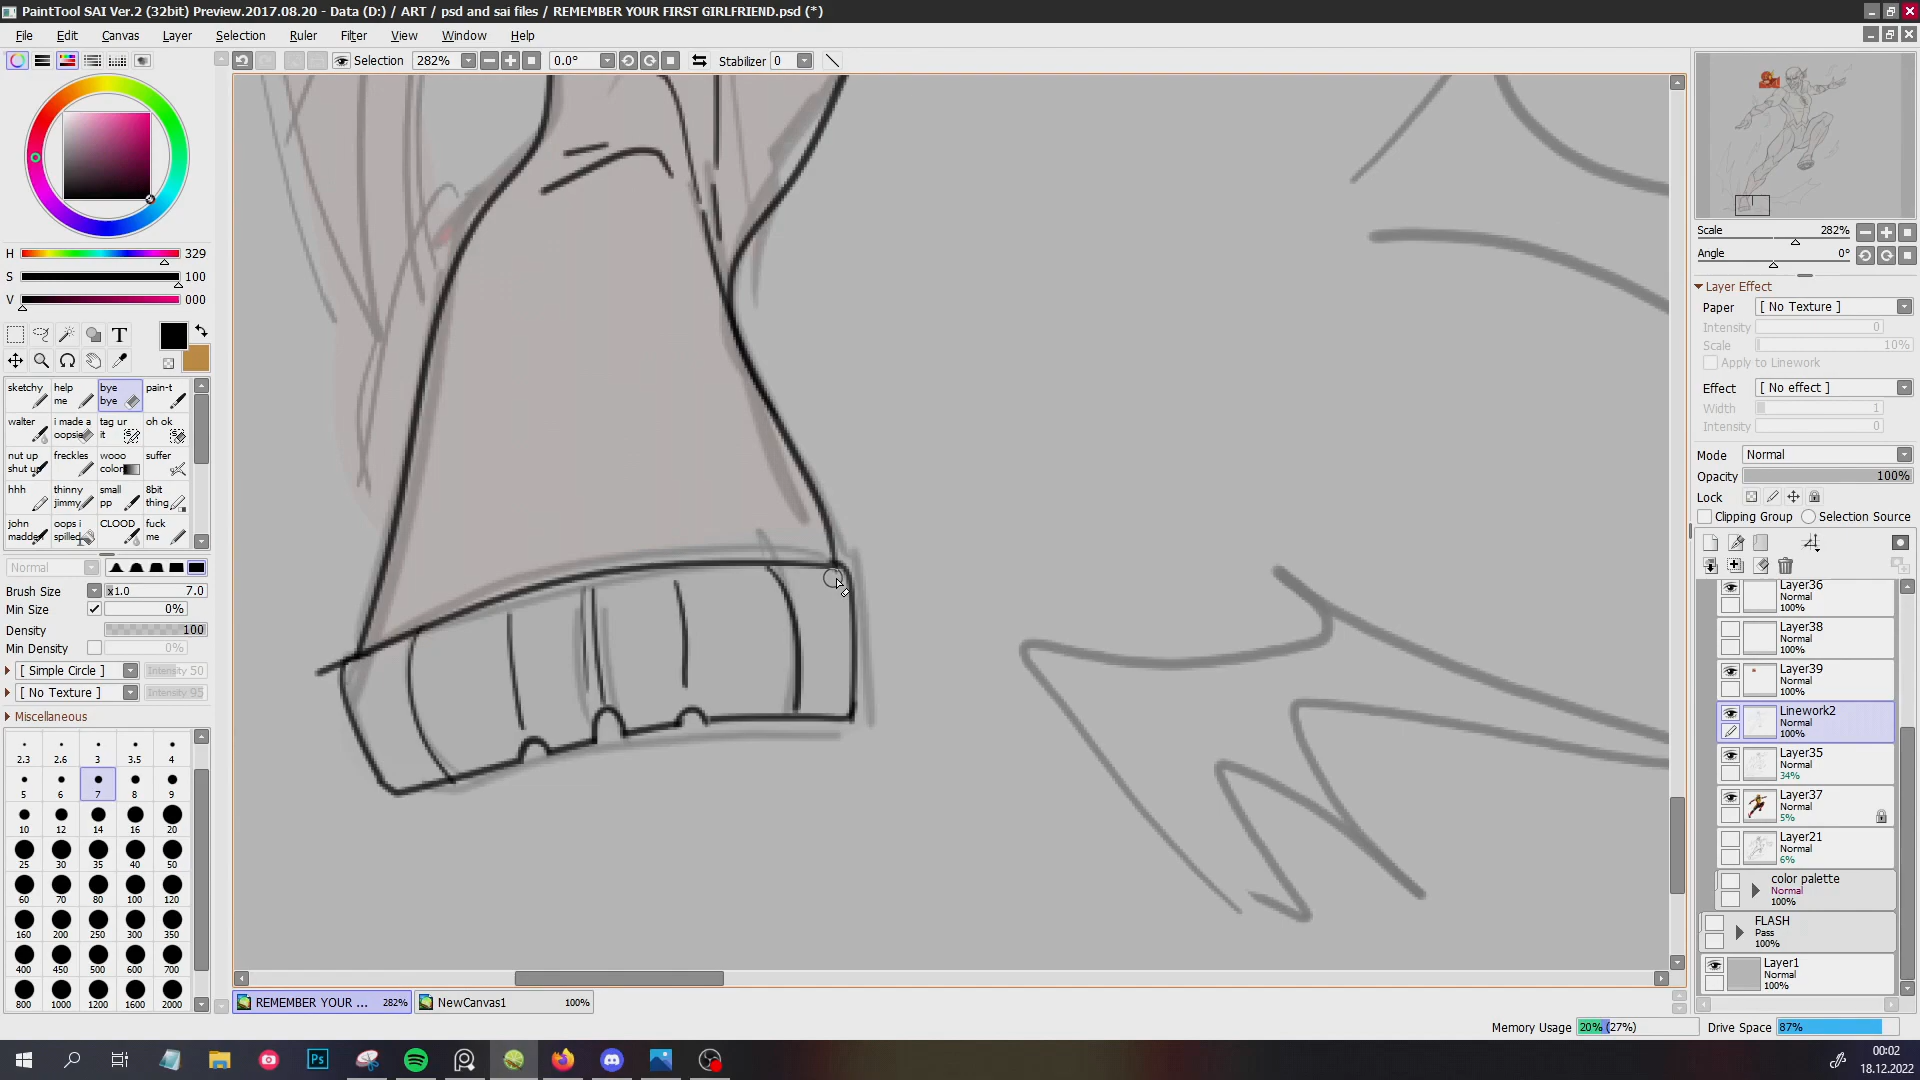 PaintTool SAI Ver.2 (32bit) Preview.2017.08.20 - Data (D:) / ART / psd and sai files / REMEMBER YOUR FIRST GIRLFRIEND.psd (*)
File Edit Canvas Layer Selection Ruler Filter View Window Help
Selection 282% 0.0° Stabilizer 0
H 329
S 100
V 000
T
sketchy help me bye bye pain-t
walter i made a oopsie tag ur it oh ok
nut up shut up freckles wooo color suffer
hhh thinny jimmy small pp 8bit thing
john madden oops i spilled CLOOD fuck me
Normal
Brush Size x1.0 7.0
Min Size 0%
Density 100
Min Density 0%
[ Simple Circle ] Intensity 50
[ No Texture ] Intensity 95
Miscellaneous
2.3 2.6 3 3.5 4
5 6 7 8 9
10 12 14 16 20
25 30 35 40 50
60 70 80 100 120
160 200 250 300 350
400 450 500 600 700
800 1000 1200 1600 2000
REMEMBER YOUR ... 282% NewCanvas1 100%
Scale 282%
Angle 0°
Layer Effect
Paper [ No Texture ]
Intensity 0
Scale 10%
Apply to Linework
Effect [ No effect ]
Width 1
Intensity 0
Mode Normal
Opacity 100%
Lock
Clipping Group Selection Source
Layer36
Normal
100%
Layer38
Normal
100%
Layer39
Normal
100%
Linework2
Normal
100%
Layer35
Normal
34%
Layer37
Normal
5%
Layer21
Normal
6%
color palette
Normal
100%
FLASH
Pass
100%
Layer1
Normal
100%
Memory Usage 20% (27%) Drive Space 87%
Ps
00:02
18.12.2022